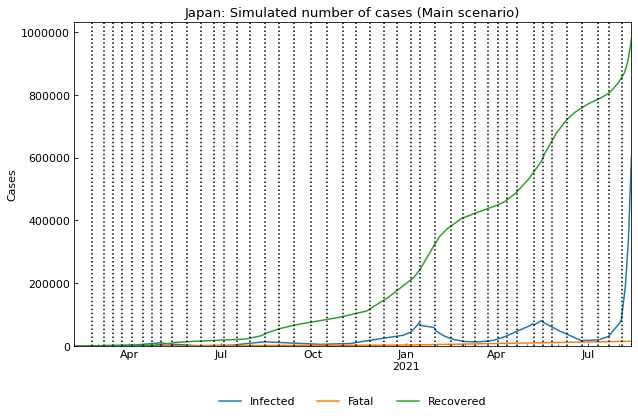 Japan: Simulated number of cases (Main scenario)
1000000
800000
600000
400000
200000
0
Cases
Apr Jul Oct Jan Apr Jul
2021
Infected Fatal Recovered